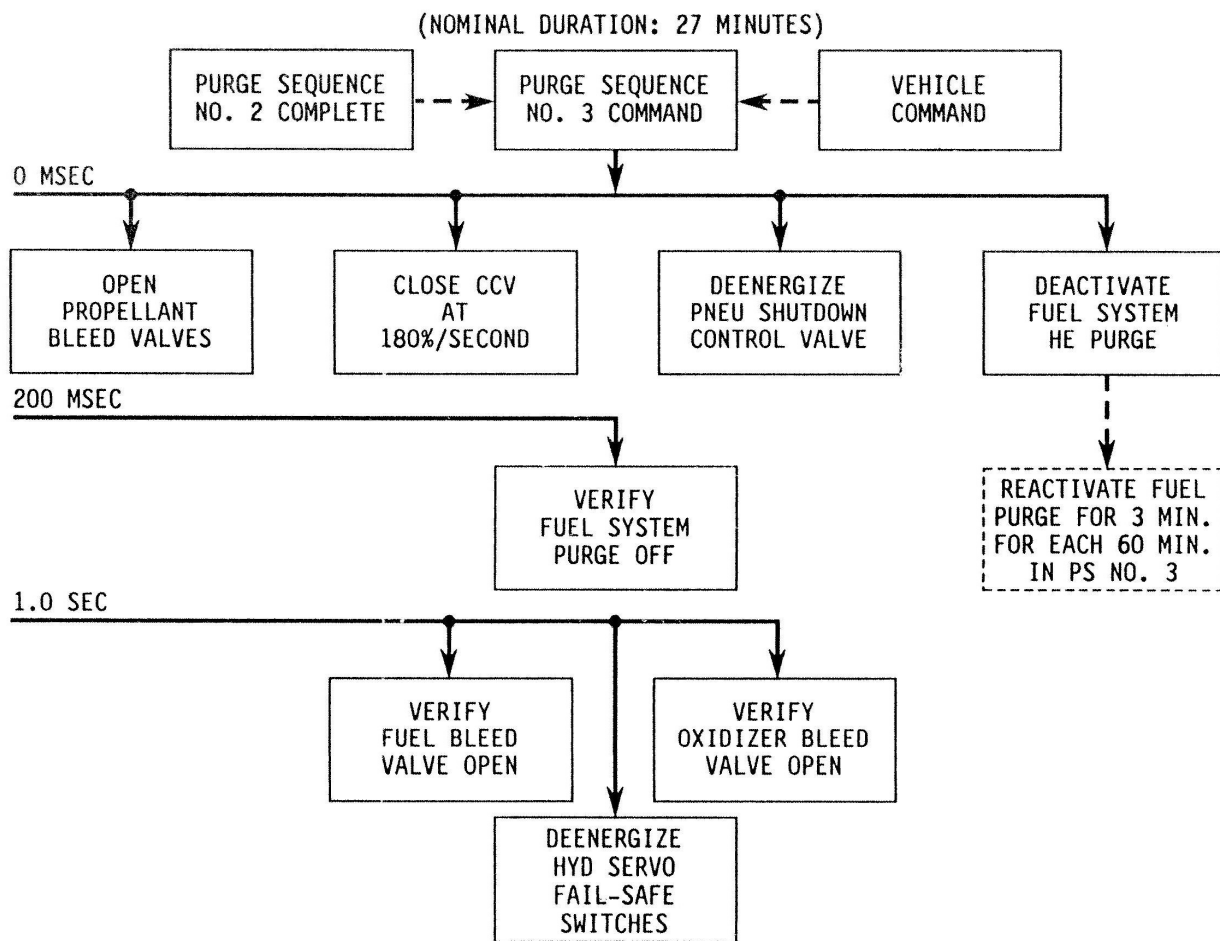 (NOMINAL DURATION: 27 MINUTES)
PURGE SEQUENCE
NO. 2 COMPLETE
PURGE SEQUENCE
NO. 3 COMMAND
VEHICLE
COMMAND
0 MSEC
OPEN
PROPELLANT
BLEED VALVES
CLOSE CCV
AT
180%/SECOND
DEENERGIZE
PNEU SHUTDOWN
CONTROL VALVE
DEACTIVATE
FUEL SYSTEM
HE PURGE
200 MSEC
VERIFY
FUEL SYSTEM
PURGE OFF
REACTIVATE FUEL
PURGE FOR 3 MIN.
FOR EACH 60 MIN.
IN PS NO. 3
1.0 SEC
VERIFY
FUEL BLEED
VALVE OPEN
VERIFY
OXIDIZER BLEED
VALVE OPEN
DEENERGIZE
HYD SERVO
FAIL-SAFE
SWITCHES